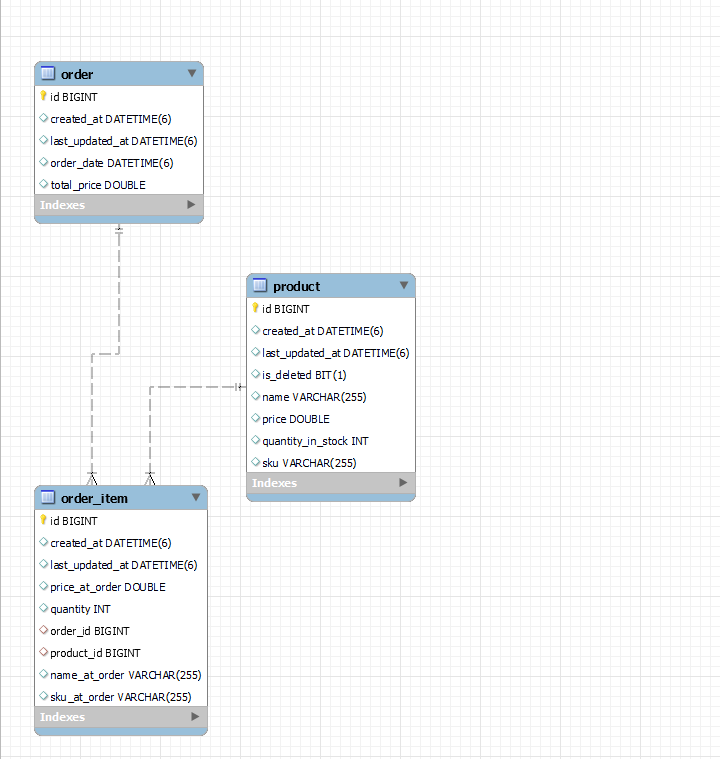 order
id BIGINT
created_at DATETIME(6)
last_updated_at DATETIME(6)
order_date DATETIME(6)
total_price DOUBLE
Indexes
product
id BIGINT
created_at DATETIME(6)
last_updated_at DATETIME(6)
is_deleted BIT(1)
name VARCHAR(255)
price DOUBLE
quantity_in_stock INT
sku VARCHAR(255)
Indexes
order_item
id BIGINT
created_at DATETIME(6)
last_updated_at DATETIME(6)
price_at_order DOUBLE
quantity INT
order_id BIGINT
product_id BIGINT
name_at_order VARCHAR(255)
sku_at_order VARCHAR(255)
Indexes